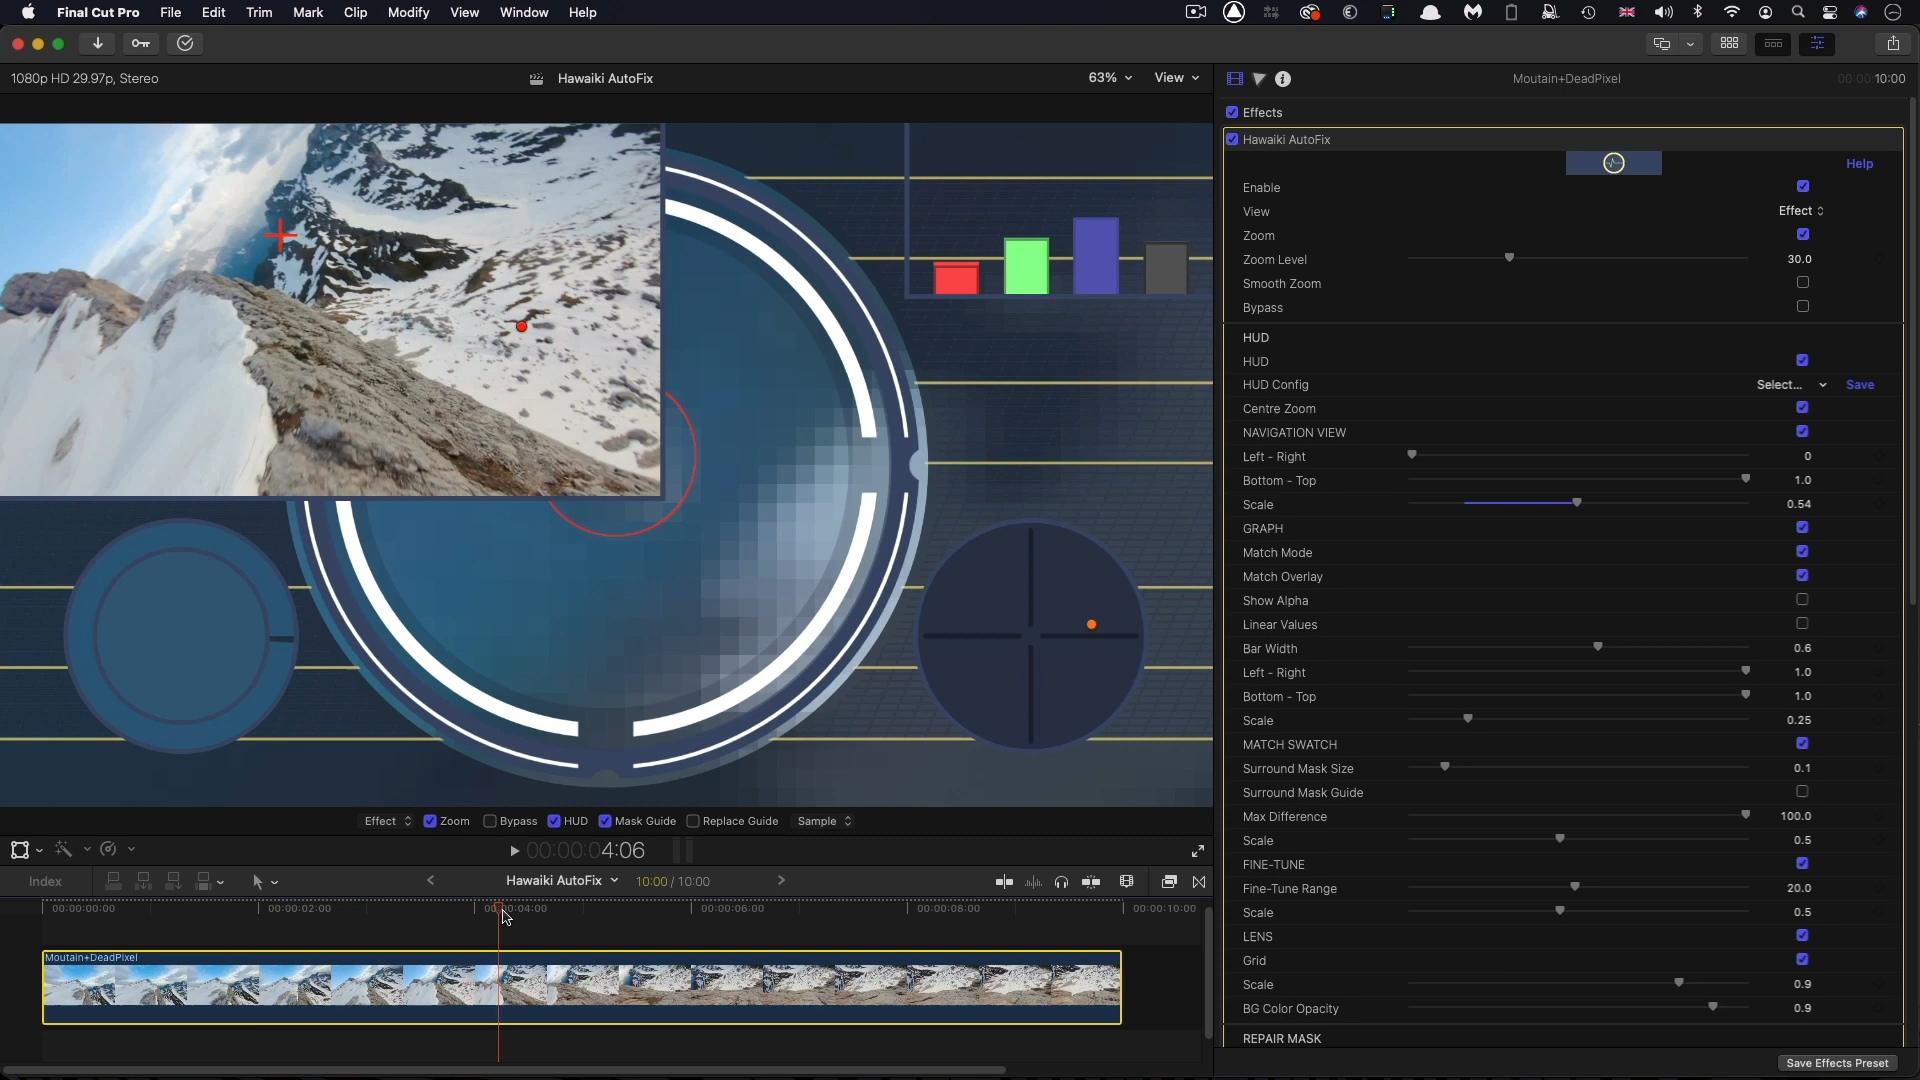 Final Cut Pro File Edit Trim Mark Clip Modify View Window Help
1080p HD 29.97p, Stereo
Hawaiki AutoFix
63%
View
Moutain+DeadPixel
00:00:10:00
Effects
Hawaiki AutoFix
Help
Enable
View Effect
Zoom
Zoom Level 30.0
Smooth Zoom
Bypass
HUD
HUD
HUD Config Select... Save
Centre Zoom
NAVIGATION VIEW
Left - Right 0
Bottom - Top 1.0
Scale 0.54
GRAPH
Match Mode
Match Overlay
Show Alpha
Linear Values
Bar Width 0.6
Left - Right 1.0
Bottom - Top 1.0
Scale 0.25
MATCH SWATCH
Surround Mask Size 0.1
Surround Mask Guide
Max Difference 100.0
Scale 0.5
FINE-TUNE
Fine-Tune Range 20.0
Scale 0.5
LENS
Grid
Scale 0.9
BG Color Opacity 0.9
REPAIR MASK
Save Effects Preset
Effect Zoom Bypass HUD Mask Guide Replace Guide Sample
00:00:04:06
Index
Hawaiki AutoFix
10:00 / 10:00
00:00:00:00 00:00:02:00 00:00:04:00 00:00:06:00 00:00:08:00 00:00:10:00
Moutain+DeadPixel